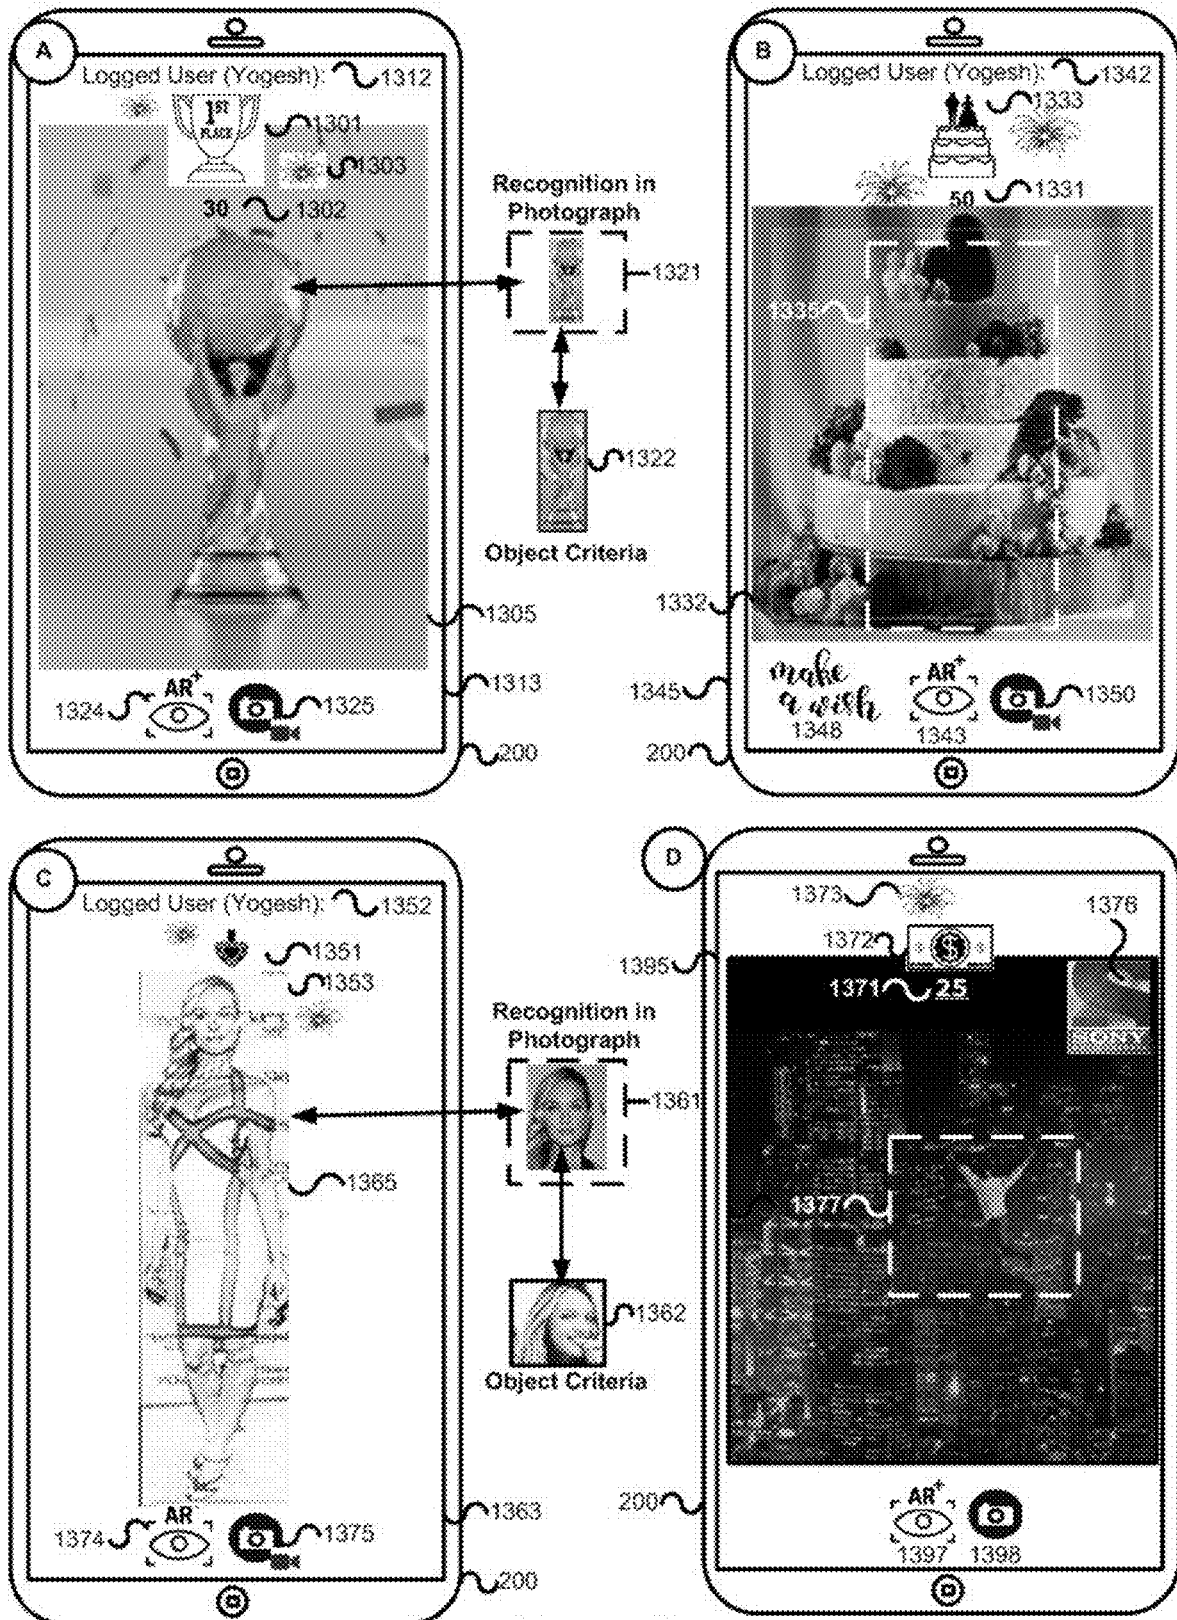 A
Logged User (Yogesh): 1312
1ST
PLACE
1301
1303
30 1302
Recognition in
Photograph
1321
1322
Object Criteria
1305
1313
AR+
1324
1325
200
B
Logged User (Yogesh): 1342
1333
1331
50
1332
1345
make
a wish
1348
AR+
1343
1350
200
C
Logged User (Yogesh): 1352
1351
1353
Recognition in
Photograph
1361
1365
1362
Object Criteria
AR
1374
1375
1363
200
D
1373
1376
1372
$
1395
1371 25
SONY
1377
200
AR+
1397
1398